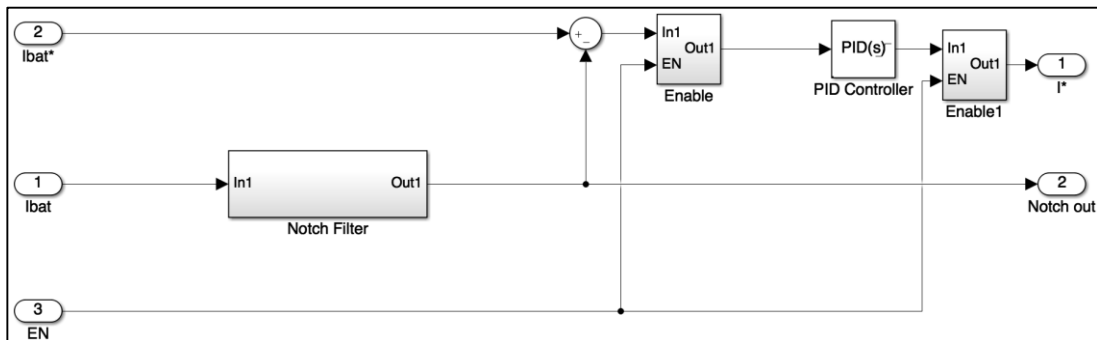 2
Ibat*
+
−
In1
Out1
EN
Enable
PID(s)
PID Controller
In1
Out1
EN
Enable1
1
I*
1
Ibat
In1
Out1
Notch Filter
2
Notch out
3
EN